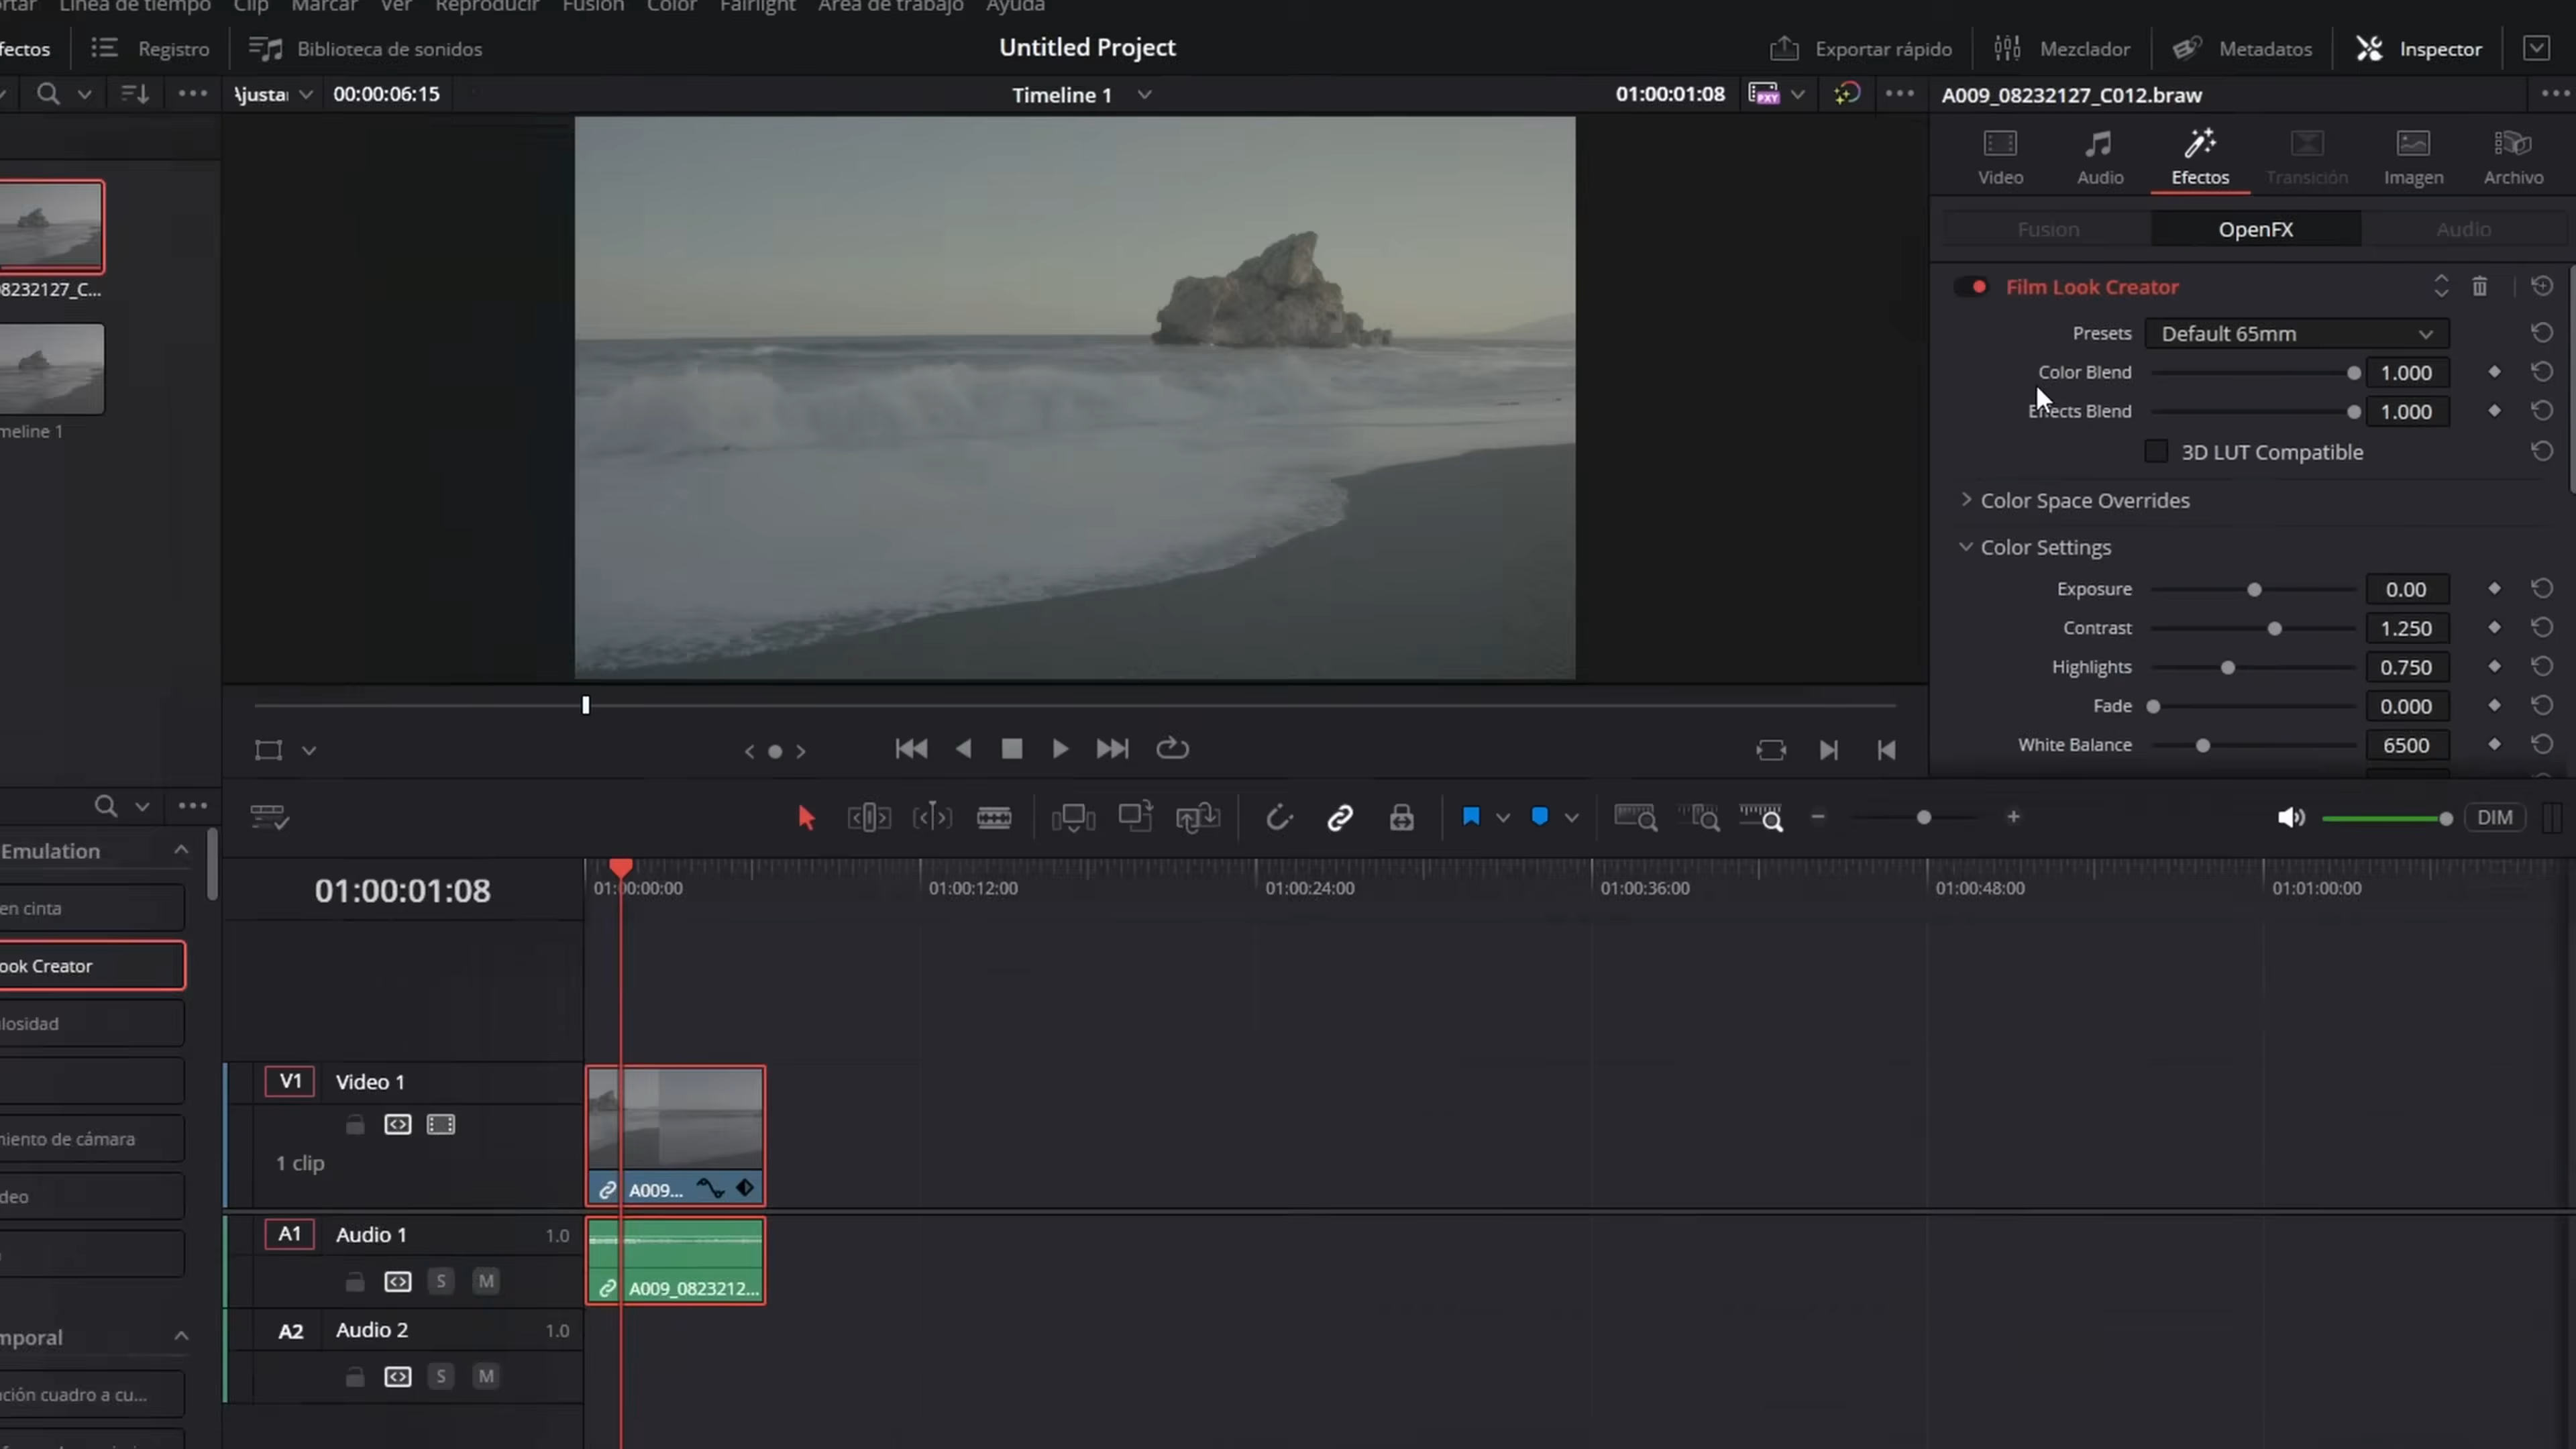 Línea de tiempo Clip Marcar Ver Reproducir Fusion Color Fairlight Área de trabajo Ayuda
Registro Biblioteca de sonidos Untitled Project Exportar rápido Mezclador Metadatos Inspector
00:00:06:15 Timeline 1 01:00:01:08 PXY A009_08232127_C012.braw
Video Audio Efectos Transición Imagen Archivo
Fusion OpenFX Audio
Film Look Creator
8232127_C...
Presets Default 65mm
Color Blend 1.000
Effects Blend 1.000
meline 1
3D LUT Compatible
Color Space Overrides
Color Settings
Exposure 0.00
Contrast 1.250
Highlights 0.750
Fade 0.000
White Balance 6500
DIM
Emulation
01:00:01:08 01:00:00:00 01:00:12:00 01:00:24:00 01:00:36:00 01:00:48:00 01:01:00:00
en cinta
ook Creator
losidad
V1 Video 1
niento de cámara
1 clip
A009...
deo
A1 Audio 1 1.0
S M A009_0823212...
A2 Audio 2 1.0
mporal
S M
ción cuadro a cu...